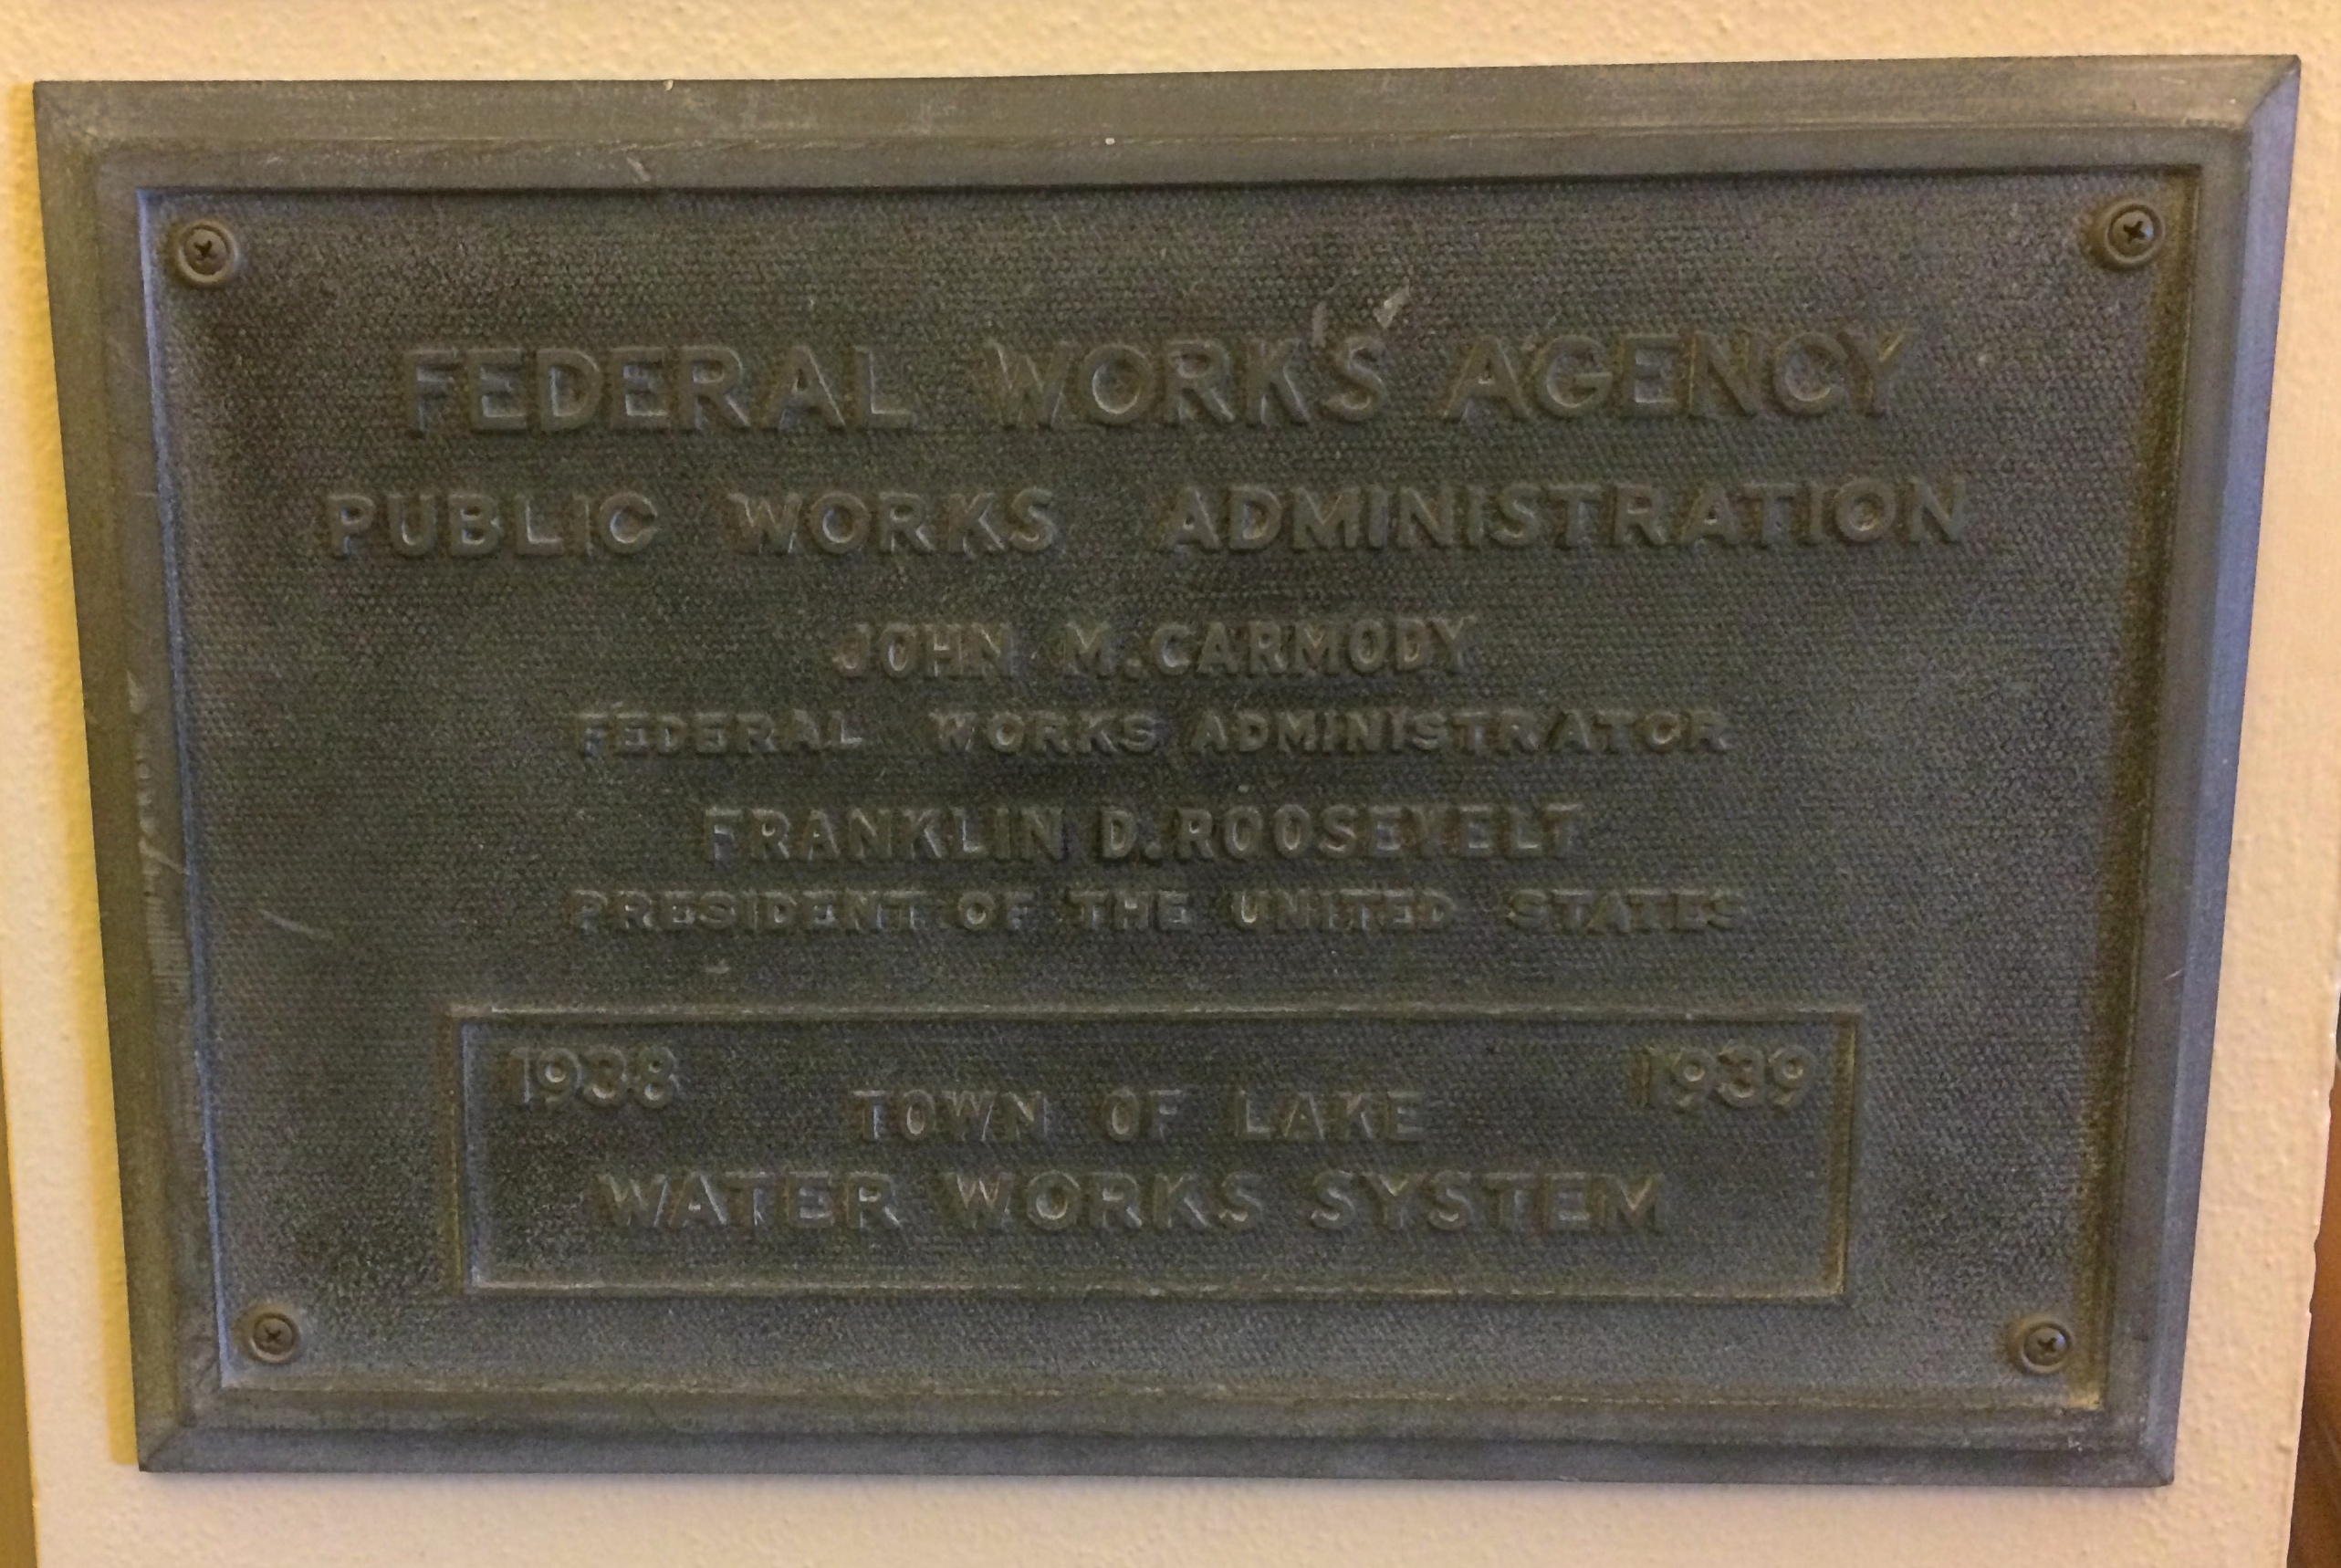 FEDERAL WORKS AGENCY
PUBLIC WORKS ADMINISTRATION
JOHN M. CARMODY
FEDERAL WORKS ADMINISTRATOR
FRANKLIN D. ROOSEVELT
PRESIDENT OF THE UNITED STATES
1938 1939
TOWN OF LAKE
WATER WORKS SYSTEM